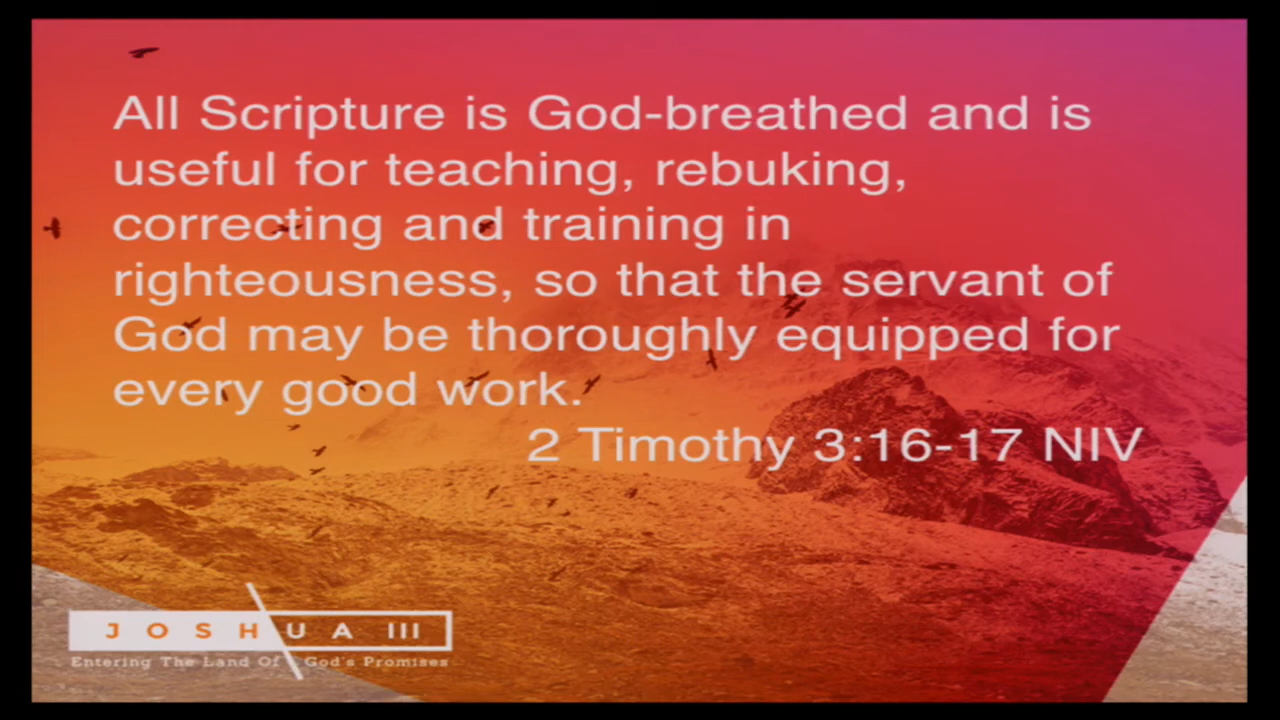 All Scripture is God-breathed and is
useful for teaching, rebuking,
correcting and training in
righteousness, so that the servant of
God may be thoroughly equipped for
every good work.
2 Timothy 3:16-17 NIV
JOSHUA III
Entering The Land Of God's Promises